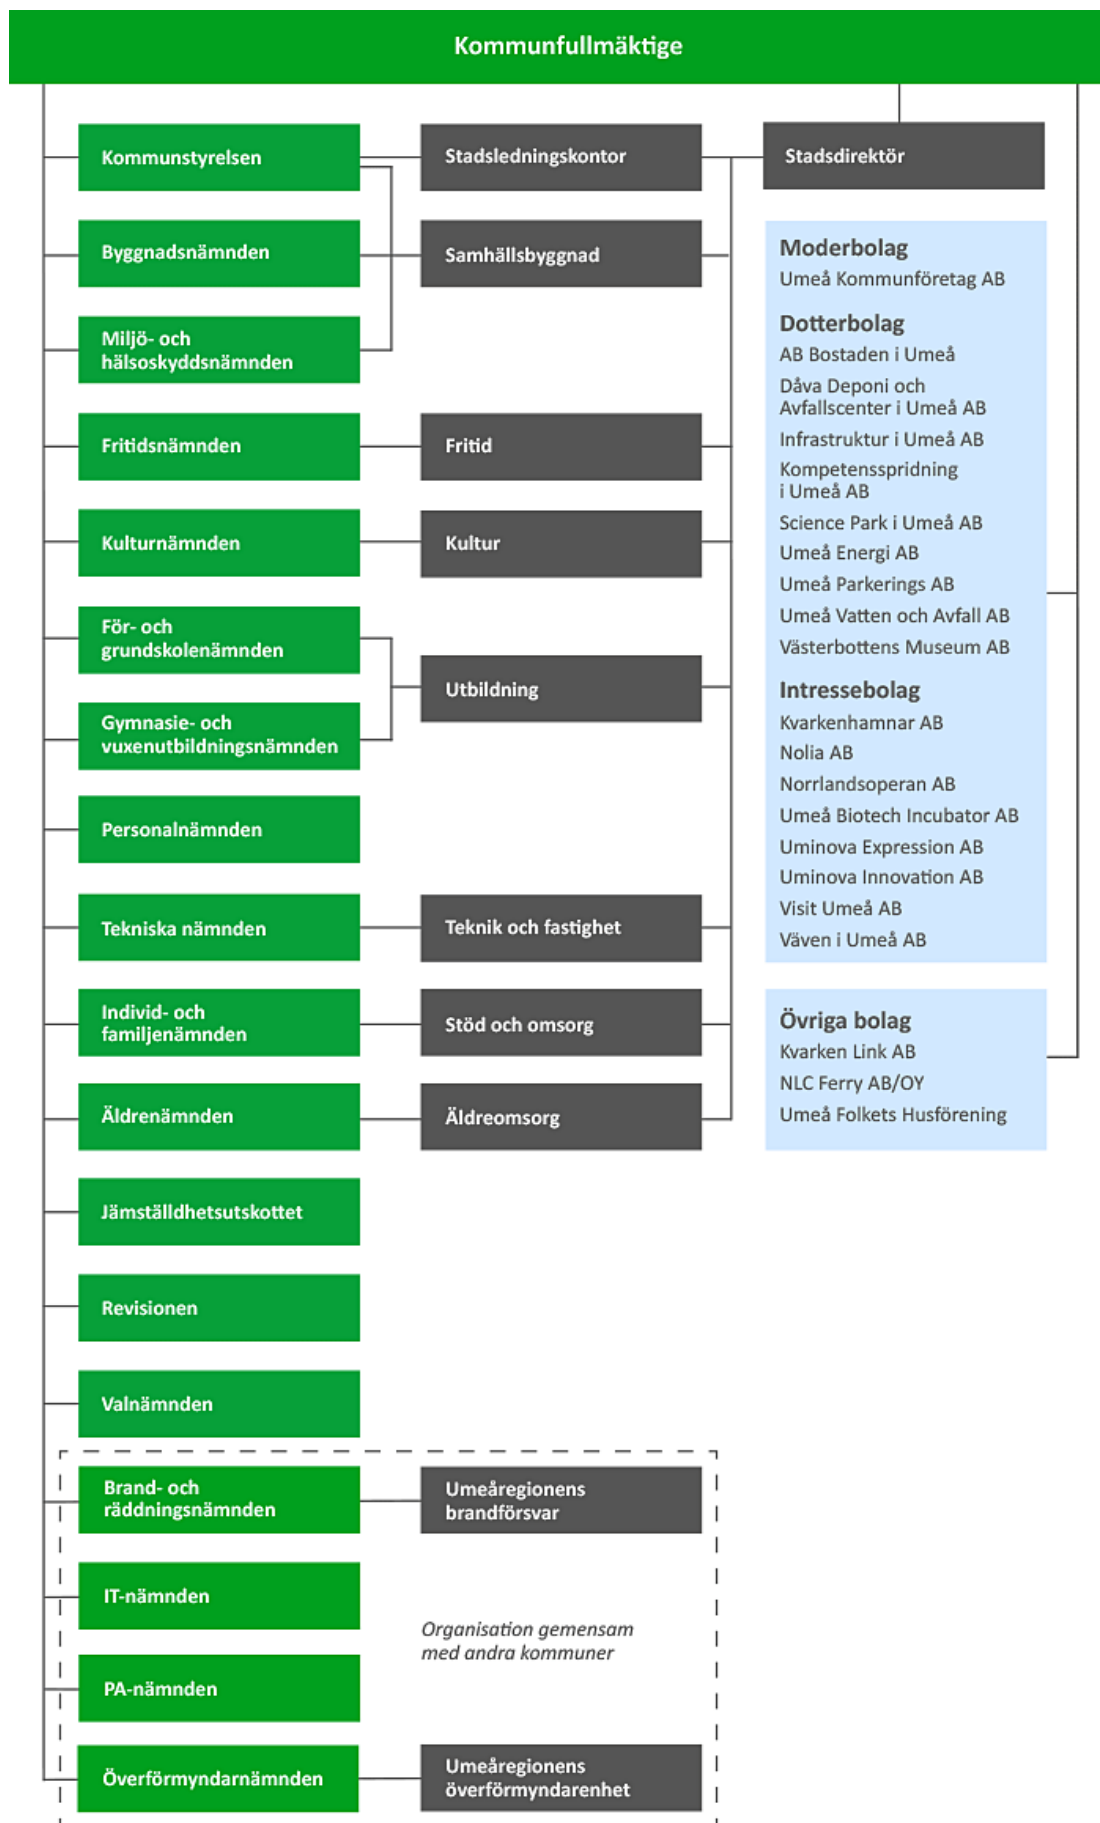 Kommunfullmäktige
Kommunstyrelsen
Stadsledningskontor
Stadsdirektör
Byggnadsnämnden
Samhällsbyggnad
Miljö- och
hälsoskyddsnämnden
Fritidsnämnden
Fritid
Kulturnämnden
Kultur
För- och
grundskolenämnden
Gymnasie- och
vuxenutbildningsnämnden
Utbildning
Personalnämnden
Tekniska nämnden
Teknik och fastighet
Individ- och
familjenämnden
Stöd och omsorg
Äldrenämnden
Äldreomsorg
Jämställdhetsutskottet
Revisionen
Valnämnden
Moderbolag
Umeå Kommunföretag AB
Dotterbolag
AB Bostaden i Umeå
Dåva Deponi och
Avfallscenter i Umeå AB
Infrastruktur i Umeå AB
Kompetensspridning
i Umeå AB
Science Park i Umeå AB
Umeå Energi AB
Umeå Parkerings AB
Umeå Vatten och Avfall AB
Västerbottens Museum AB
Intressebolag
Kvarkenhamnar AB
Nolia AB
Norrlandsoperan AB
Umeå Biotech Incubator AB
Uminova Expression AB
Uminova Innovation AB
Visit Umeå AB
Väven i Umeå AB
Övriga bolag
Kvarken Link AB
NLC Ferry AB/OY
Umeå Folkets Husförening
Brand- och
räddningsnämnden
Umeåregionens
brandförsvar
IT-nämnden
Organisation gemensam
med andra kommuner
PA-nämnden
Överförmyndarnämnden
Umeåregionens
överförmyndarenhet